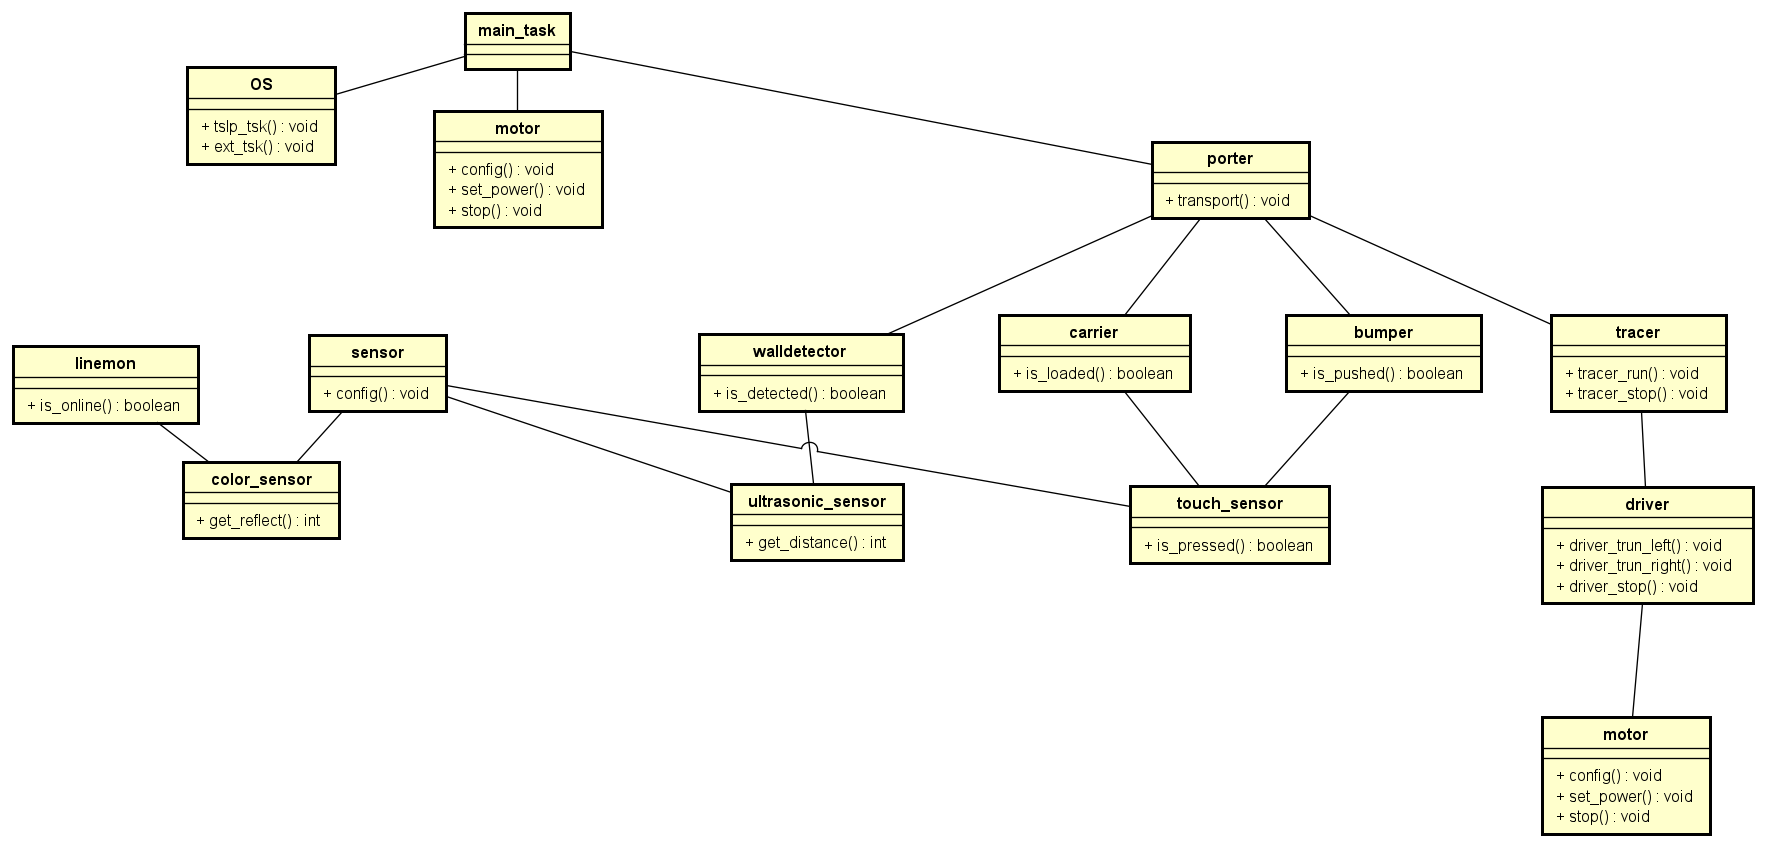 main_task
OS
+ tslp_tsk() : void
+ ext_tsk() : void
motor
+ config() : void
+ set_power() : void
+ stop() : void
porter
+ transport() : void
linemon
+ is_online() : boolean
sensor
+ config() : void
walldetector
+ is_detected() : boolean
carrier
+ is_loaded() : boolean
bumper
+ is_pushed() : boolean
tracer
+ tracer_run() : void
+ tracer_stop() : void
color_sensor
+ get_reflect() : int
ultrasonic_sensor
+ get_distance() : int
touch_sensor
+ is_pressed() : boolean
driver
+ driver_trun_left() : void
+ driver_trun_right() : void
+ driver_stop() : void
motor
+ config() : void
+ set_power() : void
+ stop() : void